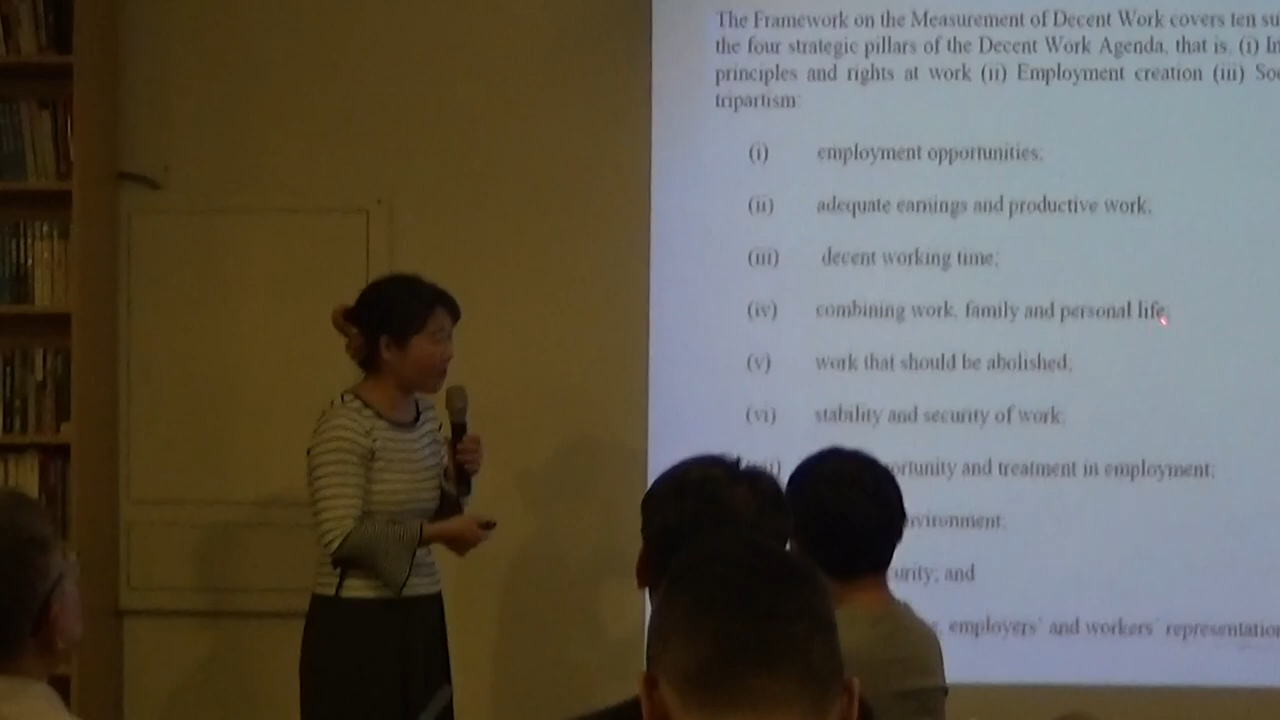 The Framework on the Measurement of Decent Work covers ten su
the four strategic pillars of the Decent Work Agenda, that is, (i) In
principles and rights at work (ii) Employment creation (iii) Soc
tripartism:
(i) employment opportunities;
(ii) adequate earnings and productive work;
(iii) decent working time;
(iv) combining work, family and personal life;
(v) work that should be abolished;
(vi) stability and security of work;
ortunity and treatment in employment;
vironment;
urity; and
, employers' and workers' representation